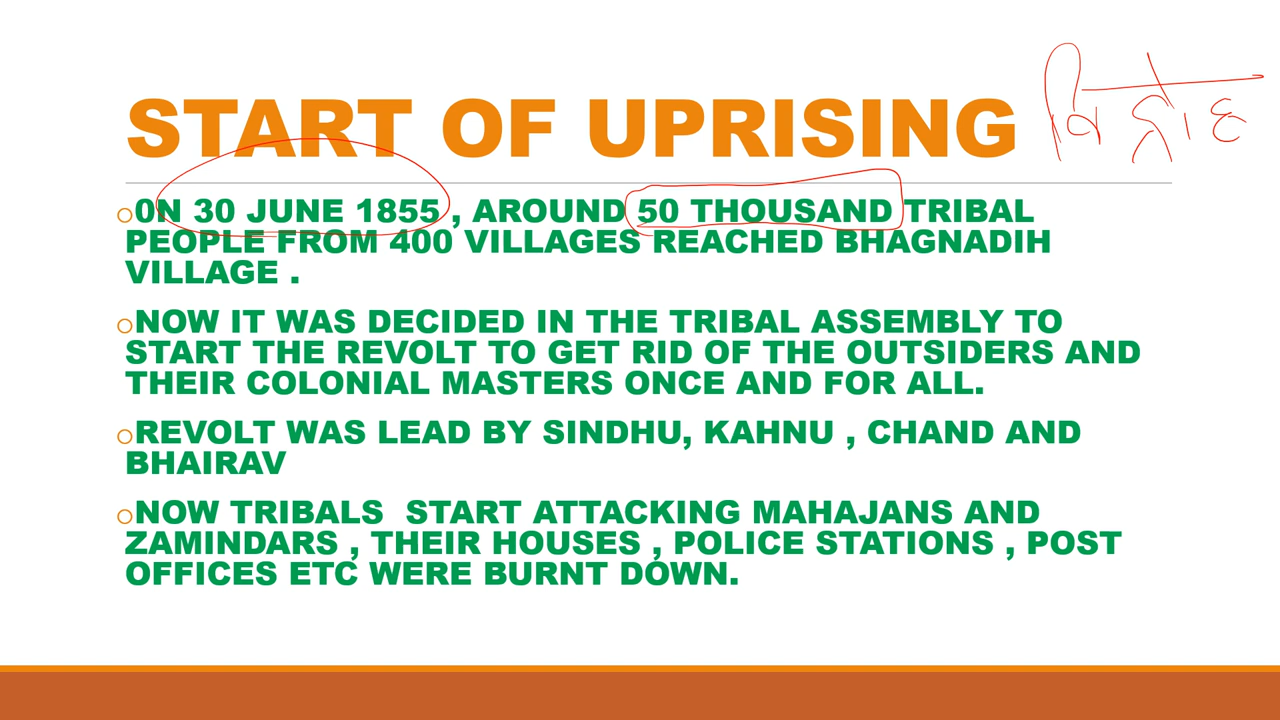 START OF UPRISING
विद्रोह
0N 30 JUNE 1855 , AROUND 50 THOUSAND TRIBAL
PEOPLE FROM 400 VILLAGES REACHED BHAGNADIH
VILLAGE .
NOW IT WAS DECIDED IN THE TRIBAL ASSEMBLY TO
START THE REVOLT TO GET RID OF THE OUTSIDERS AND
THEIR COLONIAL MASTERS ONCE AND FOR ALL.
REVOLT WAS LEAD BY SINDHU, KAHNU , CHAND AND
BHAIRAV
NOW TRIBALS START ATTACKING MAHAJANS AND
ZAMINDARS , THEIR HOUSES , POLICE STATIONS , POST
OFFICES ETC WERE BURNT DOWN.